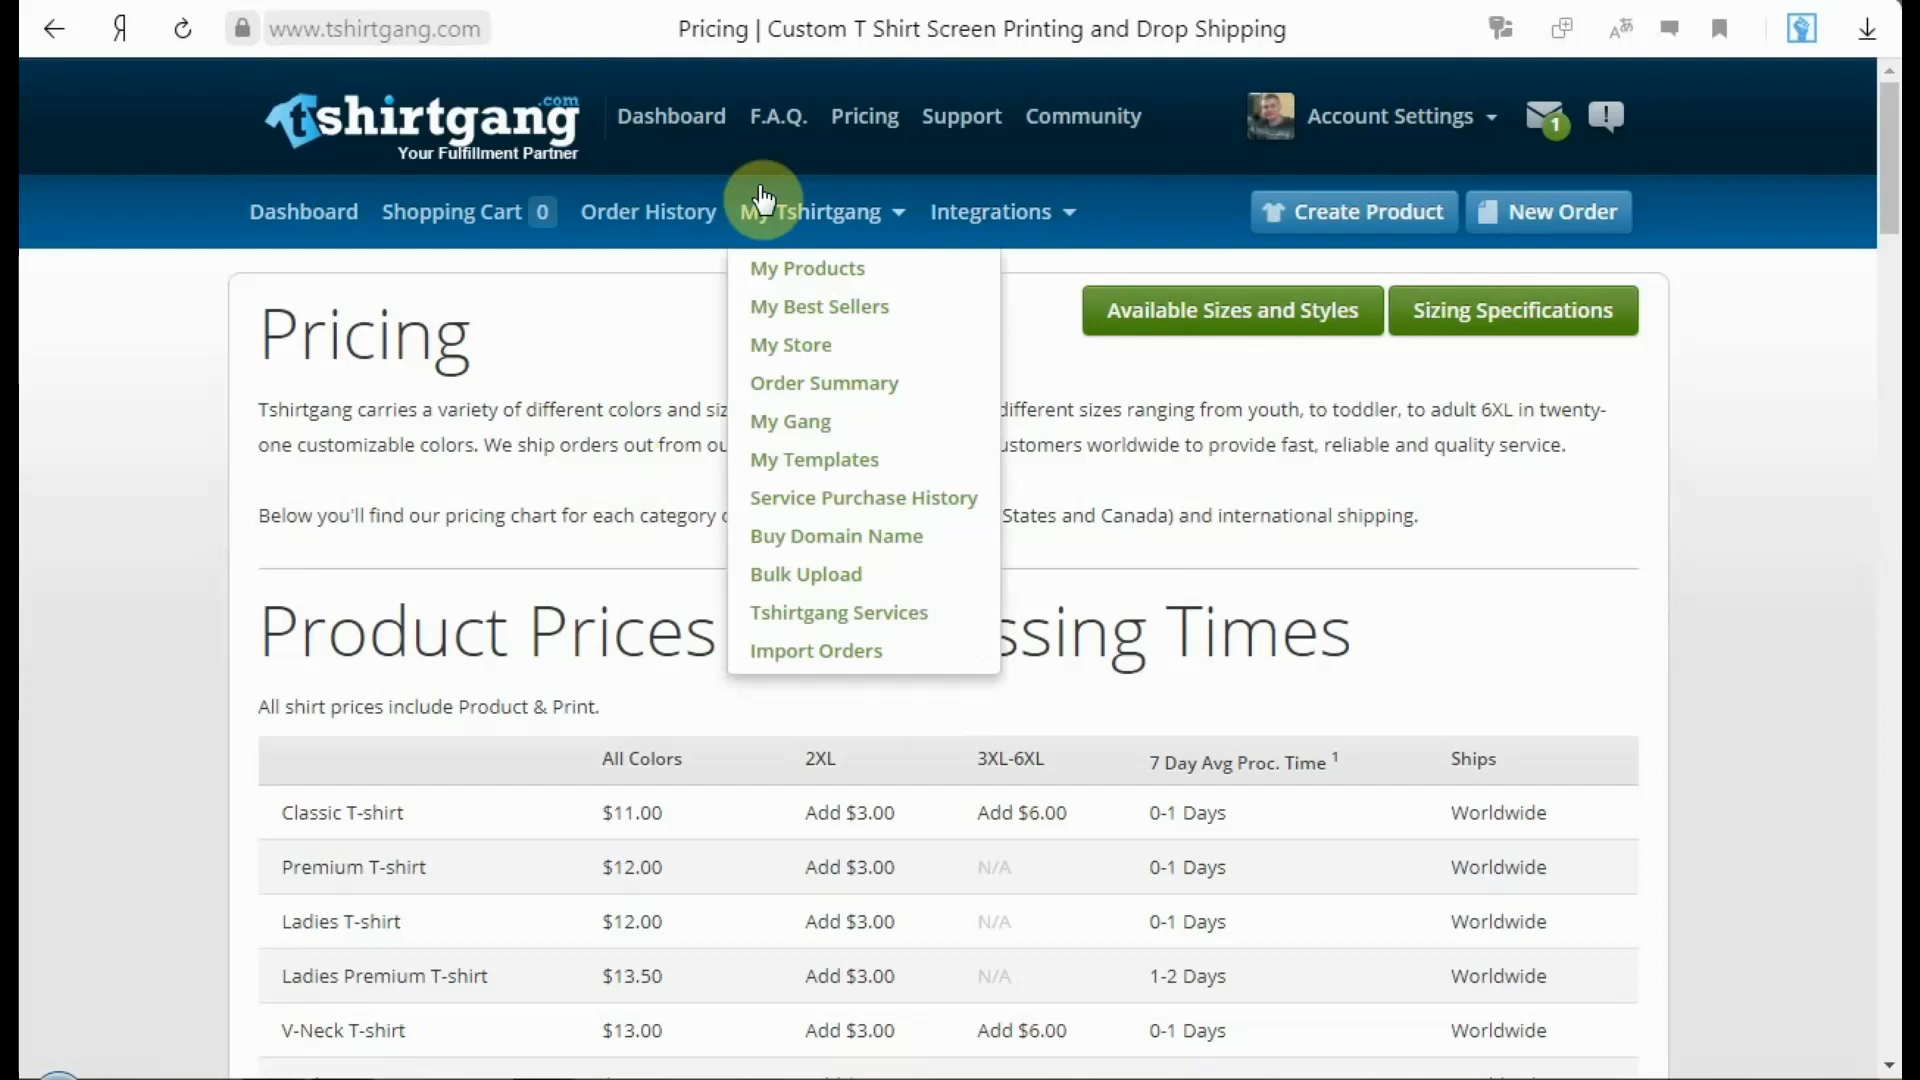 Я
www.tshirtgang.com
Pricing | Custom T Shirt Screen Printing and Drop Shipping
tshirtgang.com
Your Fulfillment Partner
Dashboard F.A.Q. Pricing Support Community
Account Settings
1
Dashboard Shopping Cart 0 Order History My Tshirtgang Integrations
Create Product New Order
My Products
My Best Sellers
My Store
Order Summary
My Gang
My Templates
Service Purchase History
Buy Domain Name
Bulk Upload
Tshirtgang Services
Import Orders
Available Sizes and Styles Sizing Specifications
Pricing
Tshirtgang carries a variety of different colors and different sizes ranging from youth, to toddler, to adult 6XL in twenty-
one customizable colors. We ship orders out from worldwide to provide fast, reliable and quality service.
Below you'll find our pricing chart for each category States and Canada) and international shipping.
Product Prices ssing Times
All shirt prices include Product & Print.
All Colors 2XL 3XL-6XL 7 Day Avg Proc. Time 1 Ships
Classic T-shirt $11.00 Add $3.00 Add $6.00 0-1 Days Worldwide
Premium T-shirt $12.00 Add $3.00 N/A 0-1 Days Worldwide
Ladies T-shirt $12.00 Add $3.00 N/A 0-1 Days Worldwide
Ladies Premium T-shirt $13.50 Add $3.00 N/A 1-2 Days Worldwide
V-Neck T-shirt $13.00 Add $3.00 Add $6.00 0-1 Days Worldwide